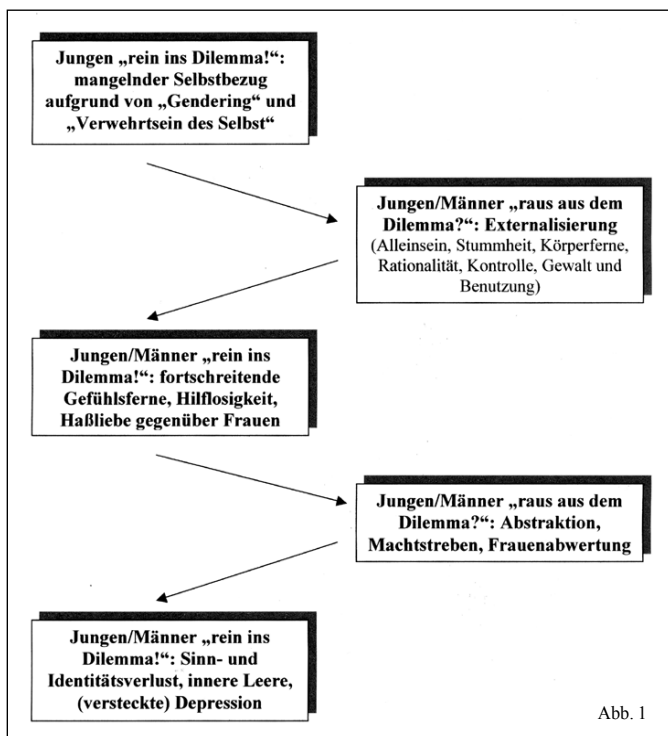 Jungen „rein ins Dilemma!“:
mangelnder Selbstbezug
aufgrund von „Gendering“ und
„Verwehrtsein des Selbst“
Jungen/Männer „raus aus dem
Dilemma?“: Externalisierung
(Alleinsein, Stummheit, Körperferne,
Rationalität, Kontrolle, Gewalt und
Benutzung)
Jungen/Männer „rein ins
Dilemma!“: fortschreitende
Gefühlsferne, Hilflosigkeit,
Haßliebe gegenüber Frauen
Jungen/Männer „raus aus dem
Dilemma?“: Abstraktion,
Machtstreben, Frauenabwertung
Jungen/Männer „rein ins
Dilemma!“: Sinn- und
Identitätsverlust, innere Leere,
(versteckte) Depression
Abb. 1